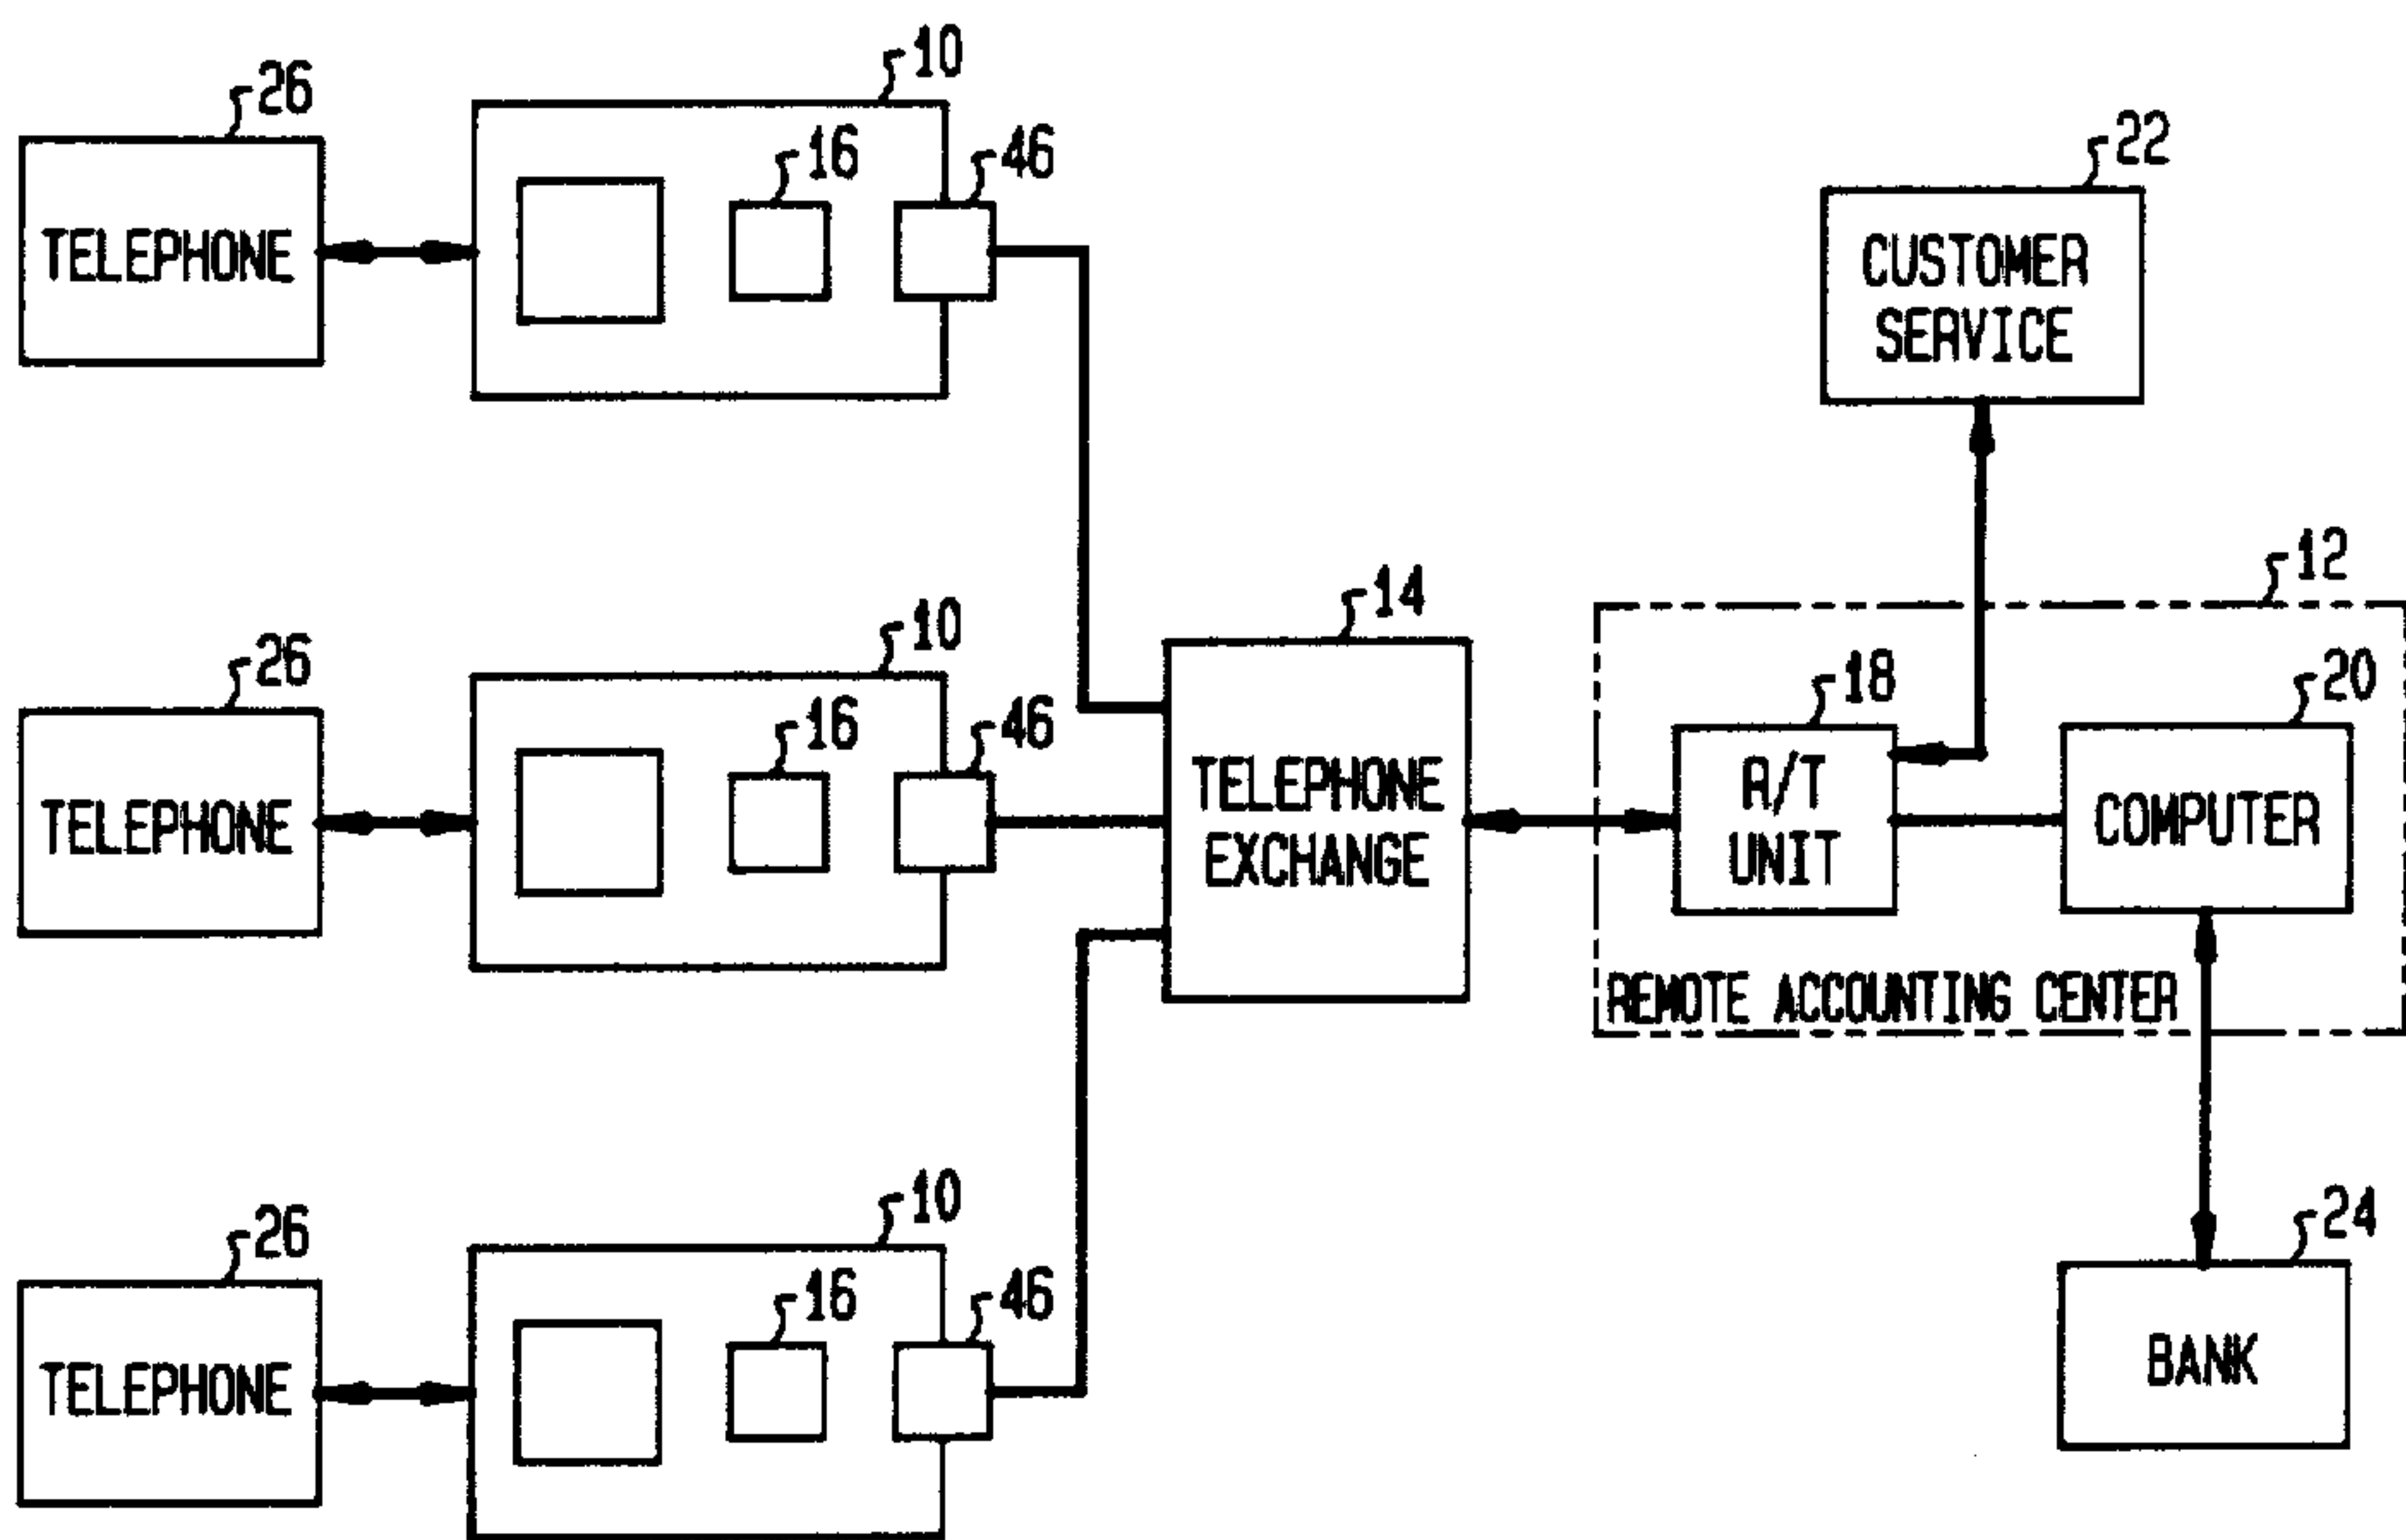 10
26
16
46
22
TELEPHONE
CUSTOMER
SERVICE
12
14
10
26
18
20
16
46
TELEPHONE
TELEPHONE
EXCHANGE
R/T
UNIT
COMPUTER
REMOTE ACCOUNTING CENTER
10
26
24
16
46
TELEPHONE
BANK